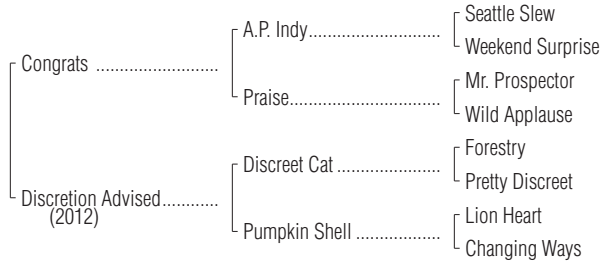 Seattle Slew
A.P. Indy............................
Weekend Surprise
Congrats ..........................
Mr. Prospector
Praise................................
Wild Applause
Forestry
Discreet Cat ......................
Pretty Discreet
Discretion Advised............
(2012)
Lion Heart
Pumpkin Shell ..................
Changing Ways